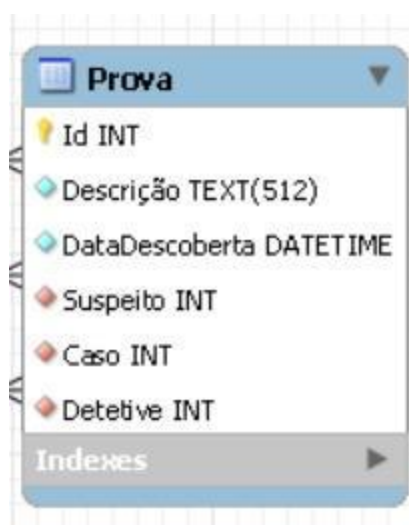 Prova
Id INT
Descrição TEXT(512)
DataDescoberta DATETIME
Suspeito INT
Caso INT
Detetive INT
Indexes